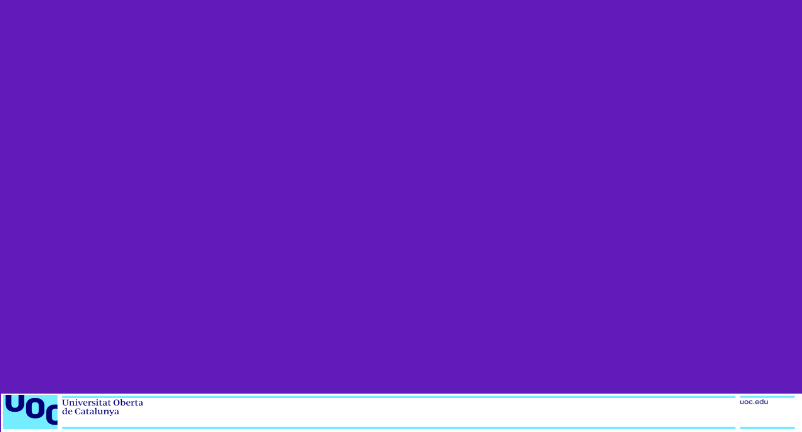 UOC
Universitat Oberta
de Catalunya
uoc.edu